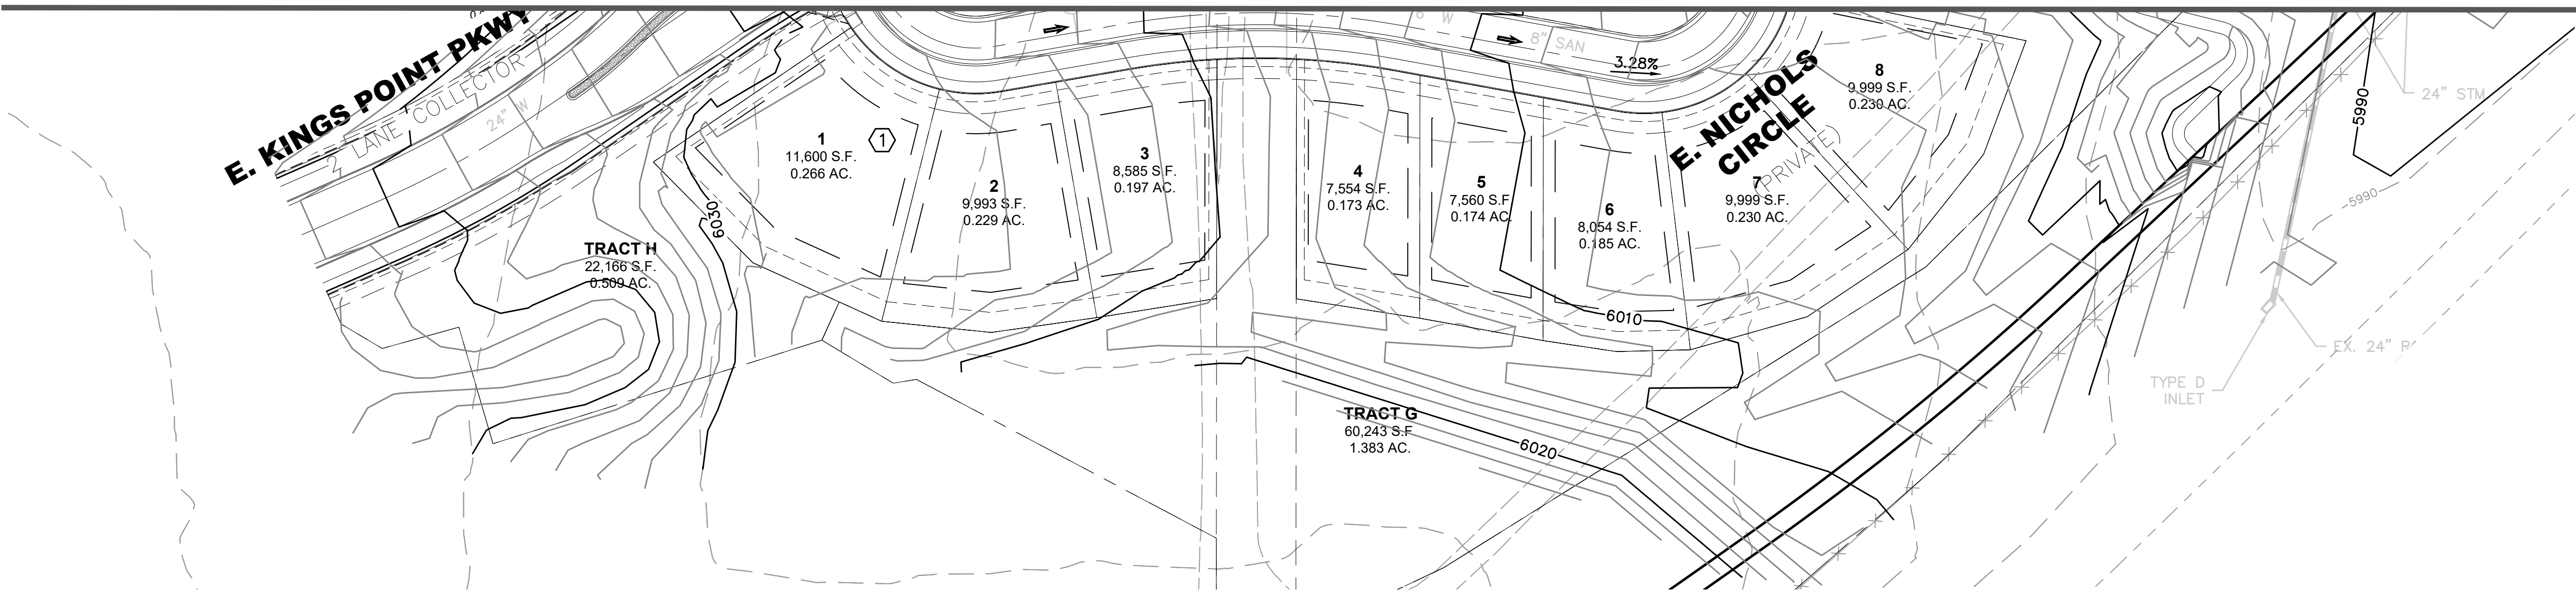 E. KINGS POINT PKWY
2 LANE COLLECTOR
24" W
8" SAN
3.28%
E. NICHOLS
CIRCLE
(PRIVATE)
1
11,600 S.F.
0.266 AC.
1
2
9,993 S.F.
0.229 AC.
3
8,585 S.F.
0.197 AC.
4
7,554 S.F.
0.173 AC.
5
7,560 S.F.
0.174 AC.
6
8,054 S.F.
0.185 AC.
7
9,999 S.F.
0.230 AC.
8
9,999 S.F.
0.230 AC.
TRACT H
22,166 S.F.
0.509 AC.
6030
6010
6020
TRACT G
60,243 S.F.
1.383 AC.
5990
24" STM
5990
EX. 24"
TYPE D
INLET